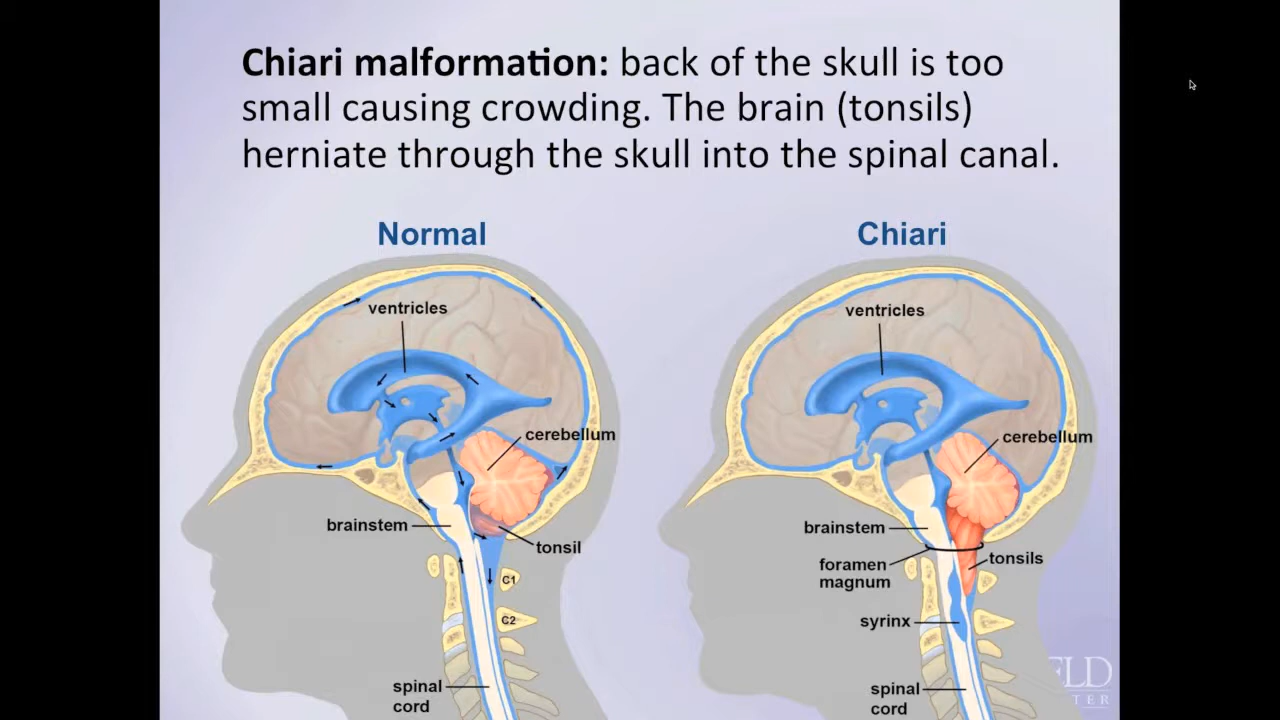 Chiari malformation: back of the skull is too
small causing crowding. The brain (tonsils)
herniate through the skull into the spinal canal.
Normal
ventricles
cerebellum
brainstem
tonsil
C1
C2
spinal
cord
Chiari
ventricles
cerebellum
brainstem
foramen
magnum
tonsils
syrinx
spinal
cord